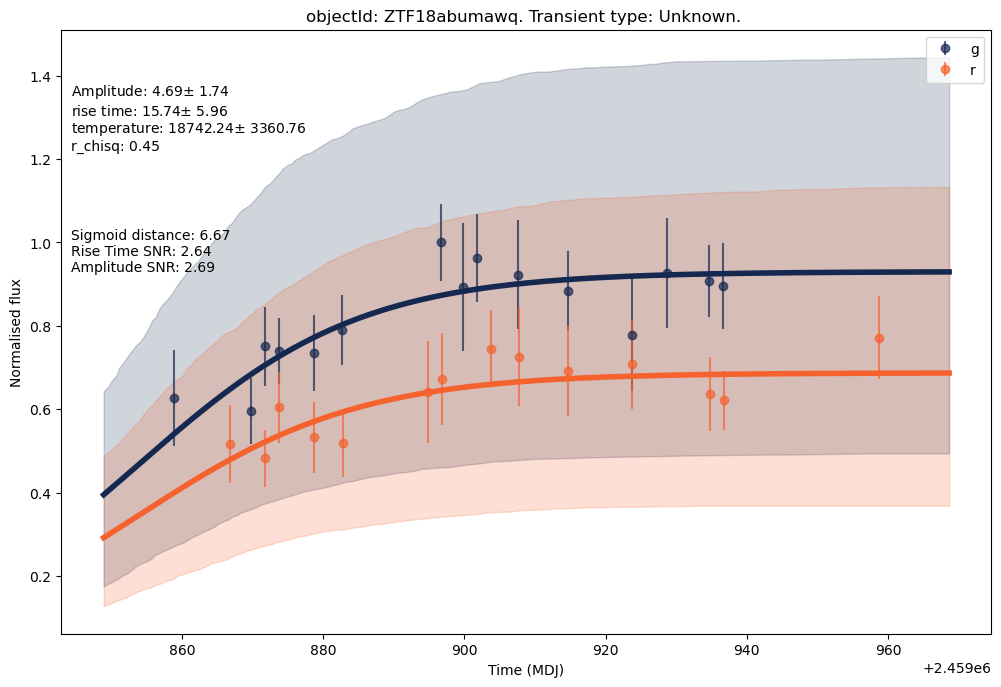 objectId: ZTF18abumawq. Transient type: Unknown.
g
r
Amplitude: 4.69± 1.74
rise time: 15.74± 5.96
temperature: 18742.24± 3360.76
r_chisq: 0.45
Sigmoid distance: 6.67
Rise Time SNR: 2.64
Amplitude SNR: 2.69
Normalised flux
1.4
1.2
1.0
0.8
0.6
0.4
0.2
860 880 900 920 940 960
Time (MDJ)
+2.459e6